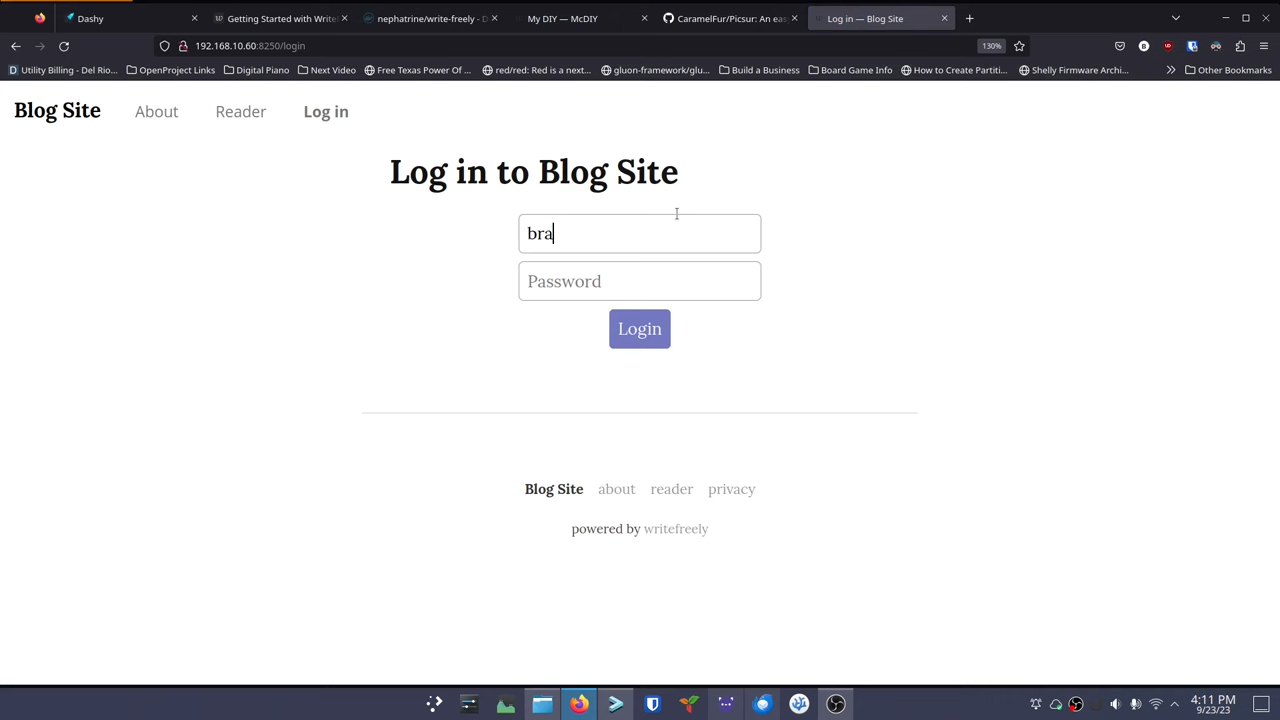 Dashy
Getting Started with Writel
nephatrine/write-freely - D
My DIY — McDIY
CaramelFur/Picsur: An eas
Log in — Blog Site
192.168.10.60:8250/login
130%
Utility Billing - Del Rio...
OpenProject Links
Digital Piano
Next Video
Free Texas Power Of ...
red/red: Red is a next...
gluon-framework/glu...
Build a Business
Board Game Info
How to Create Partiti...
Shelly Firmware Archi...
Other Bookmarks
Blog Site
About
Reader
Log in
Log in to Blog Site
bra
Password
Login
Blog Site about reader privacy
powered by writefreely
4:11 PM
9/23/23